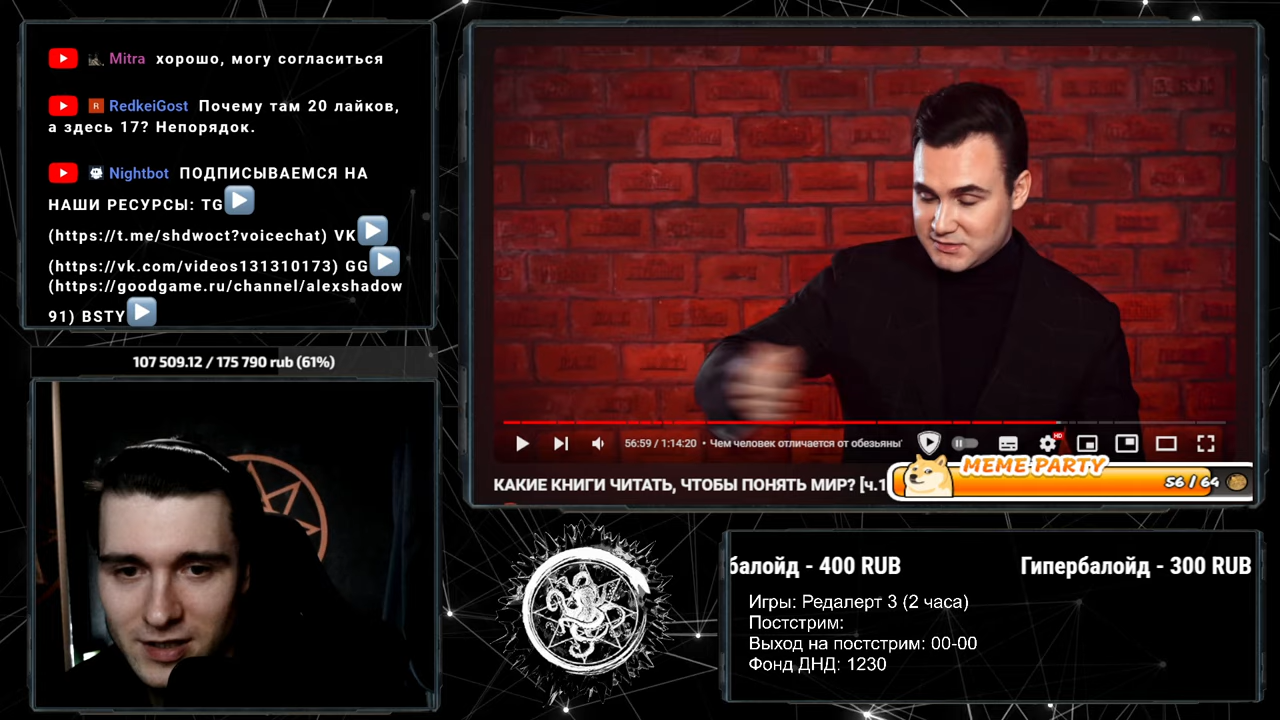 Mitra хорошо, могу согласиться
R RedkeiGost Почему там 20 лайков,
а здесь 17? Непорядок.
Nightbot ПОДПИСЫВАЕМСЯ НА
НАШИ РЕСУРСЫ: TG
(https://t.me/shdwoct?voicechat) VK
(https://vk.com/videos131310173) GG
(https://goodgame.ru/channel/alexshadow
91) BSTY
107 509.12 / 175 790 rub (61%)
56:59 / 1:14:20 • Чем человек отличается от обезьяны
HD
MEME PARTY
56 / 64
КАКИЕ КНИГИ ЧИТАТЬ, ЧТОБЫ ПОНЯТЬ МИР? [ч.1
балойд - 400 RUB
Гипербалойд - 300 RUB
Игры: Редалерт 3 (2 часа)
Постстрим:
Выход на постстрим: 00-00
Фонд ДНД: 1230